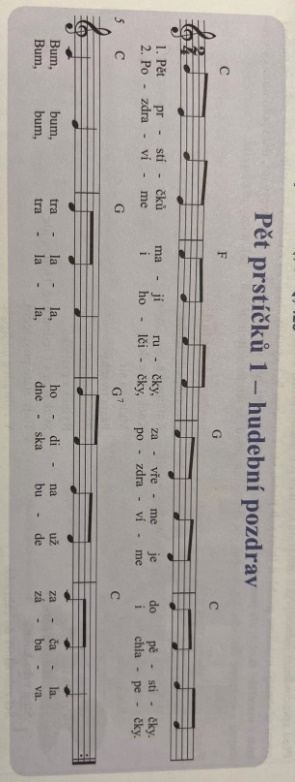 Pět prstíčků 1 – hudební pozdrav
C F G C
2
4
1. Pět pr - stí - čků ma - jí ru - čky, za - vře - me je do pě - sti - čky.
2. Po - zdra - ví - me i ho - lči - čky, po - zdra - ví - me i chla - pe - čky.
5 C G G7 C
Bum, bum, tra - la - la, ho - di - na už za - ča - la.
Bum, bum, tra - la - la, dne - ska bu - de zá - ba - va.